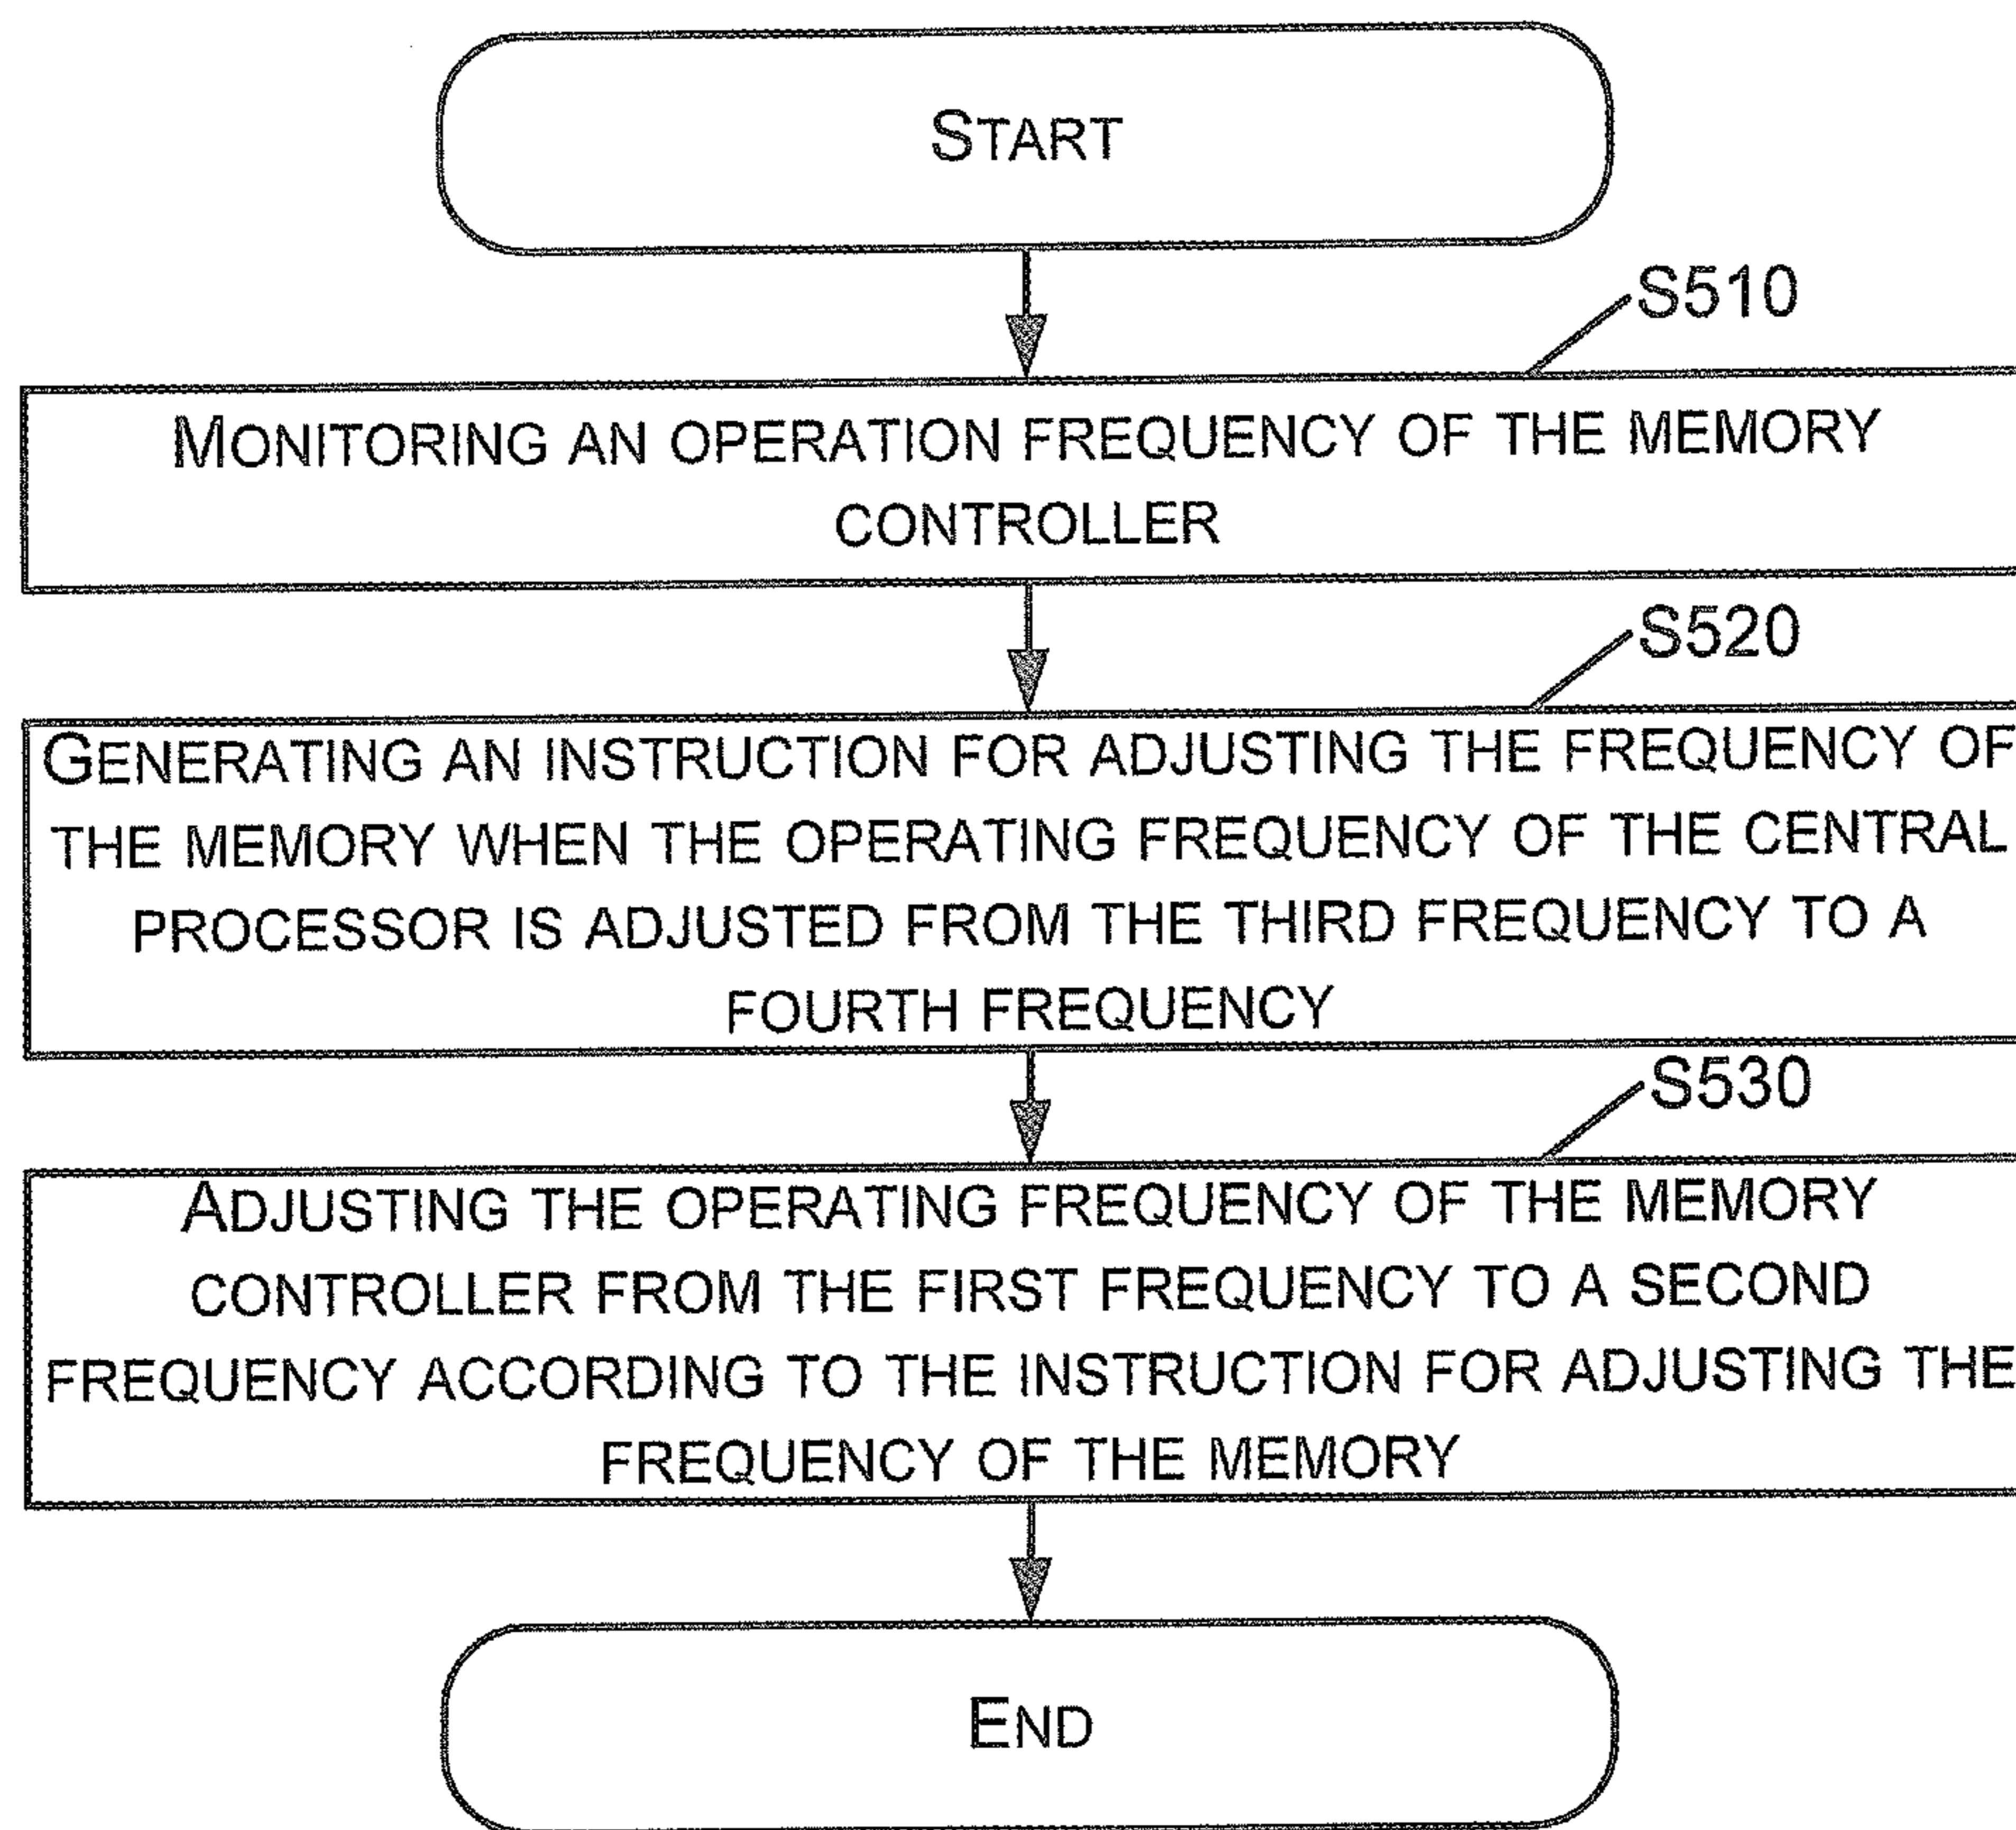 START
S510
MONITORING AN OPERATION FREQUENCY OF THE MEMORY
CONTROLLER
S520
GENERATING AN INSTRUCTION FOR ADJUSTING THE FREQUENCY OF
THE MEMORY WHEN THE OPERATING FREQUENCY OF THE CENTRAL
PROCESSOR IS ADJUSTED FROM THE THIRD FREQUENCY TO A
FOURTH FREQUENCY
S530
ADJUSTING THE OPERATING FREQUENCY OF THE MEMORY
CONTROLLER FROM THE FIRST FREQUENCY TO A SECOND
FREQUENCY ACCORDING TO THE INSTRUCTION FOR ADJUSTING THE
FREQUENCY OF THE MEMORY
END